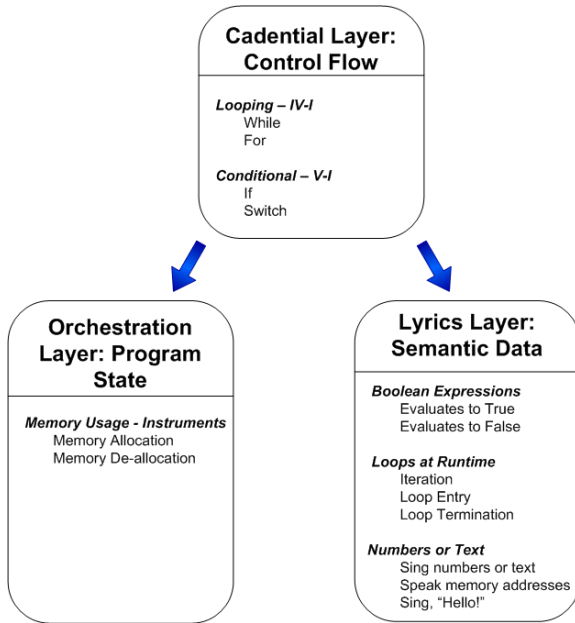 Cadential Layer:
Control Flow
Looping – IV-I
While
For
Conditional – V-I
If
Switch
Orchestration
Layer: Program
State
Memory Usage - Instruments
Memory Allocation
Memory De-allocation
Lyrics Layer:
Semantic Data
Boolean Expressions
Evaluates to True
Evaluates to False
Loops at Runtime
Iteration
Loop Entry
Loop Termination
Numbers or Text
Sing numbers or text
Speak memory addresses
Sing, “Hello!”